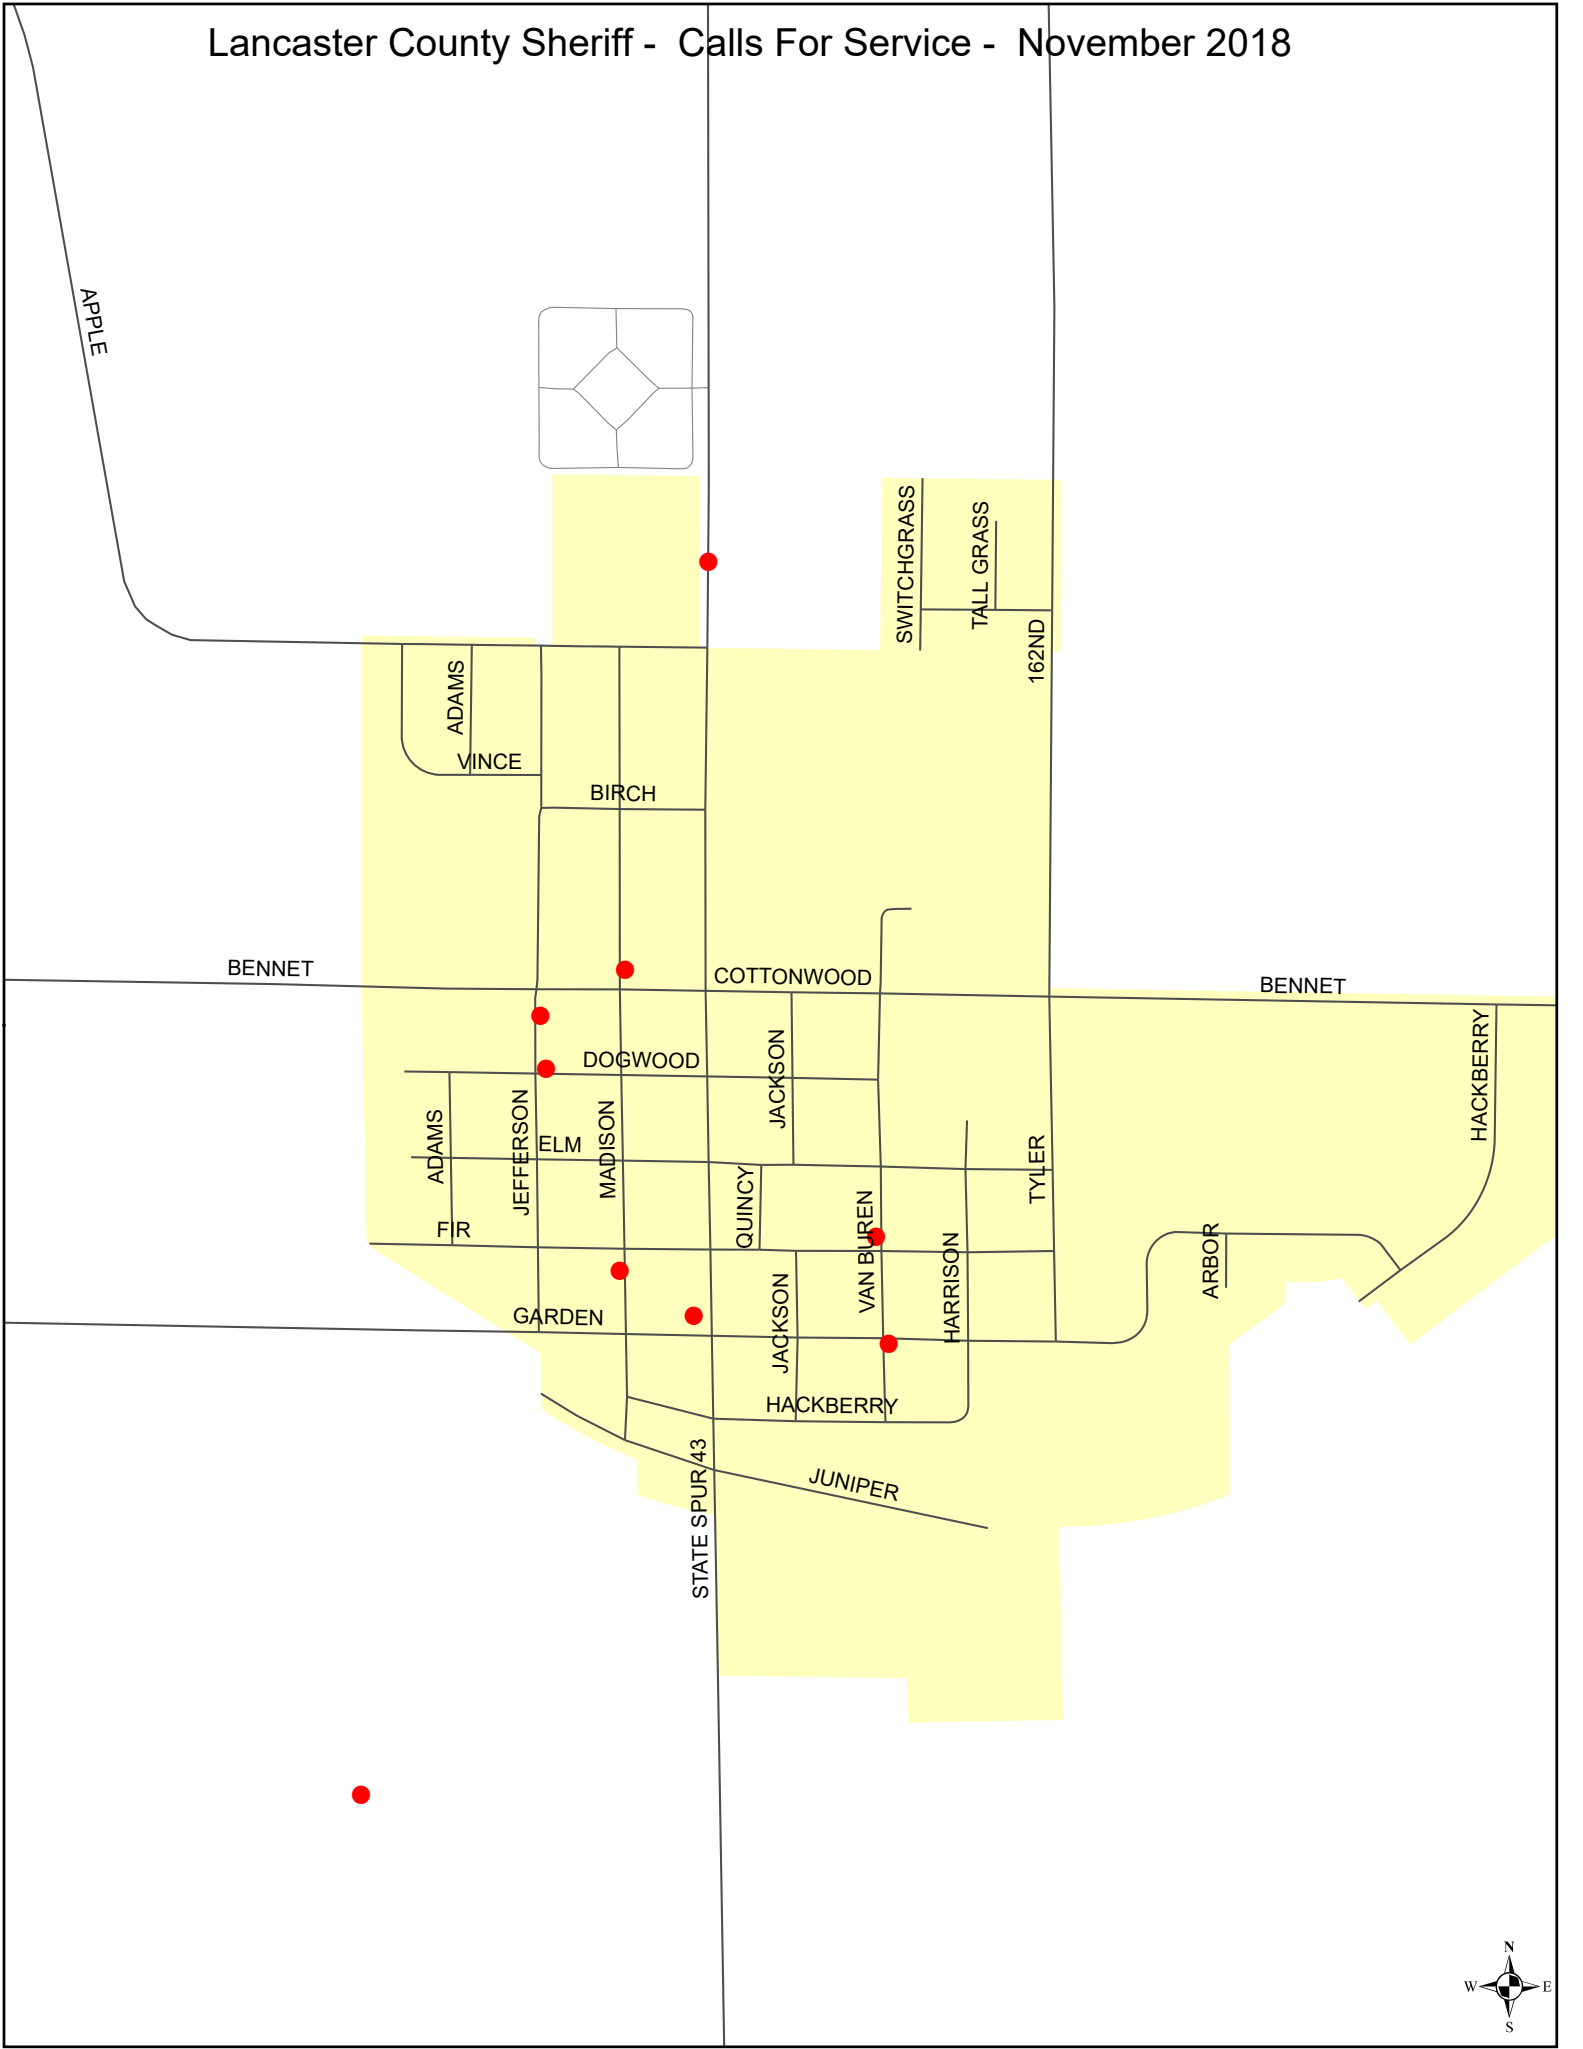 Lancaster County Sheriff -  Calls For Service -  November 2018
APPLE
SWITCHGRASS
TALL GRASS
162ND
ADAMS
VINCE
BIRCH
BENNET
COTTONWOOD
BENNET
HACKBERRY
DOGWOOD
JACKSON
ADAMS
JEFFERSON
ELM
MADISON
QUINCY
TYLER
FIR
VAN BUREN
HARRISON
ARBOR
GARDEN
JACKSON
HACKBERRY
STATE SPUR 43
JUNIPER
N
W
E
S